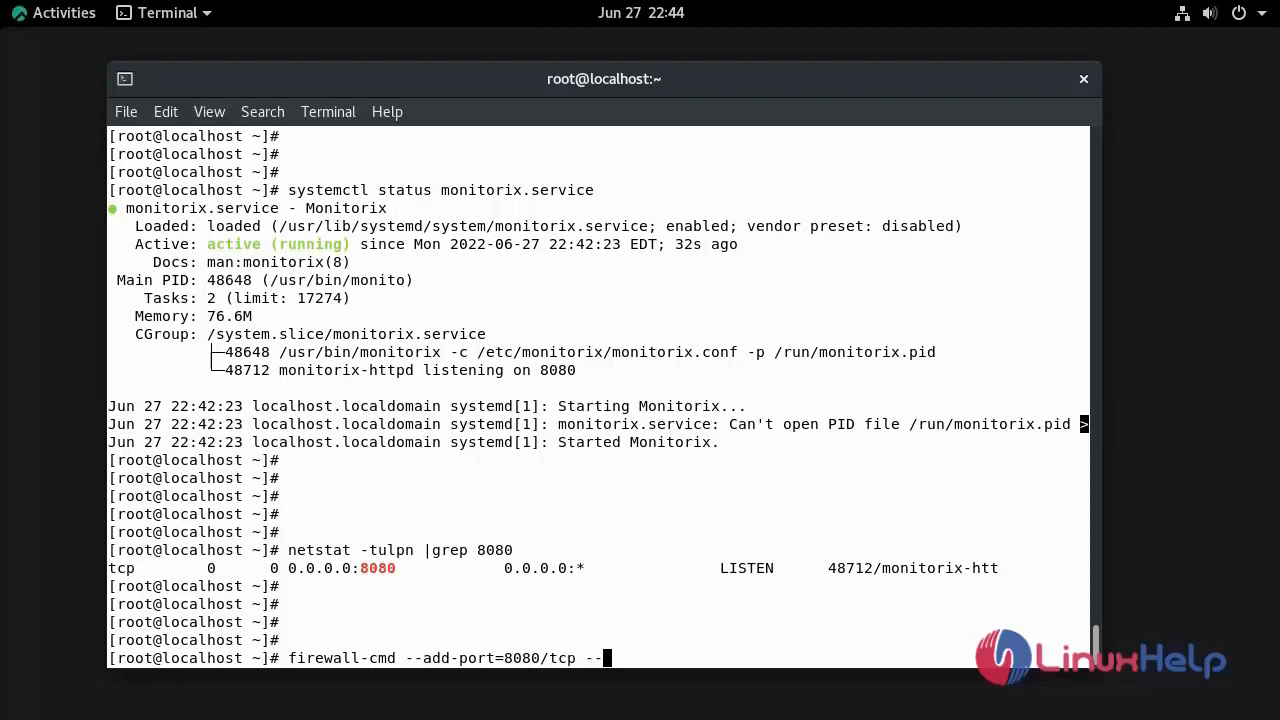 Activities Terminal Jun 27 22:44
root@localhost:~
File Edit View Search Terminal Help
[root@localhost ~]#
[root@localhost ~]#
[root@localhost ~]#
[root@localhost ~]# systemctl status monitorix.service
● monitorix.service - Monitorix
   Loaded: loaded (/usr/lib/systemd/system/monitorix.service; enabled; vendor preset: disabled)
   Active: active (running) since Mon 2022-06-27 22:42:23 EDT; 32s ago
     Docs: man:monitorix(8)
 Main PID: 48648 (/usr/bin/monito)
    Tasks: 2 (limit: 17274)
   Memory: 76.6M
   CGroup: /system.slice/monitorix.service
           ├─48648 /usr/bin/monitorix -c /etc/monitorix/monitorix.conf -p /run/monitorix.pid
           └─48712 monitorix-httpd listening on 8080
Jun 27 22:42:23 localhost.localdomain systemd[1]: Starting Monitorix...
Jun 27 22:42:23 localhost.localdomain systemd[1]: monitorix.service: Can't open PID file /run/monitorix.pid >
Jun 27 22:42:23 localhost.localdomain systemd[1]: Started Monitorix.
[root@localhost ~]#
[root@localhost ~]#
[root@localhost ~]#
[root@localhost ~]#
[root@localhost ~]#
[root@localhost ~]# netstat -tulpn |grep 8080
tcp        0      0 0.0.0.0:8080            0.0.0.0:*               LISTEN      48712/monitorix-htt
[root@localhost ~]#
[root@localhost ~]#
[root@localhost ~]#
[root@localhost ~]#
[root@localhost ~]# firewall-cmd --add-port=8080/tcp --
LinuxHelp